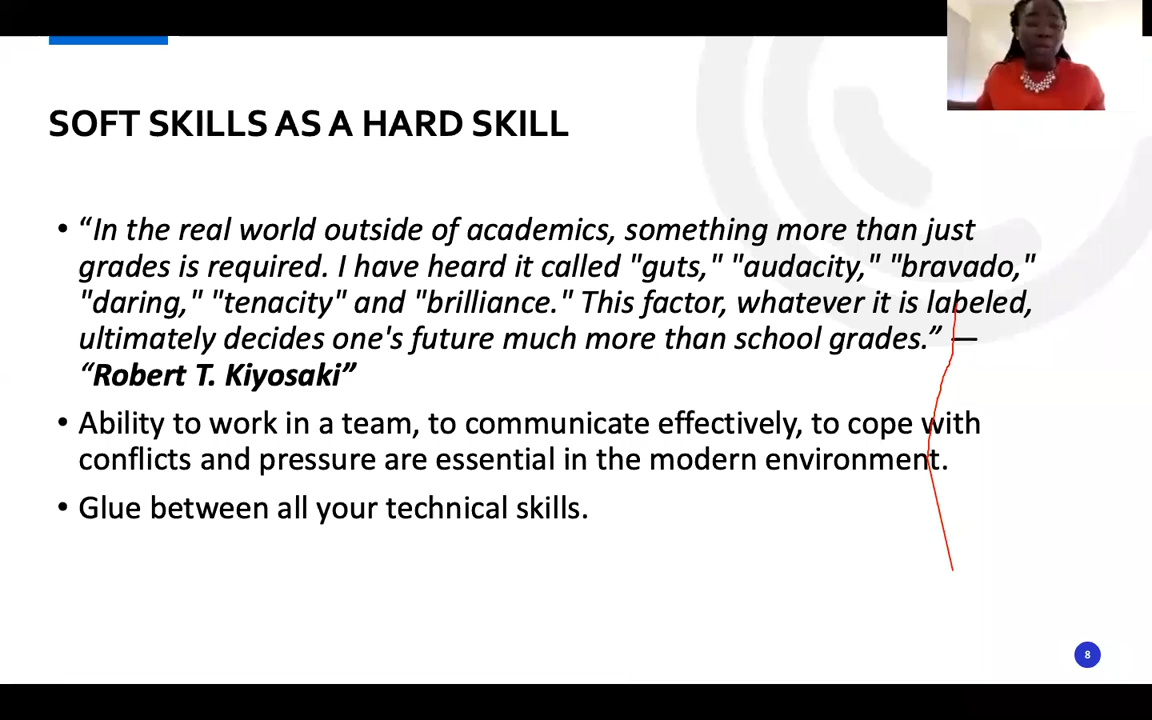 SOFT SKILLS AS A HARD SKILL
• “In the real world outside of academics, something more than just
grades is required. I have heard it called "guts," "audacity," "bravado,"
"daring," "tenacity" and "brilliance." This factor, whatever it is labeled,
ultimately decides one's future much more than school grades.” —
“Robert T. Kiyosaki”
• Ability to work in a team, to communicate effectively, to cope with
conflicts and pressure are essential in the modern environment.
• Glue between all your technical skills.
8